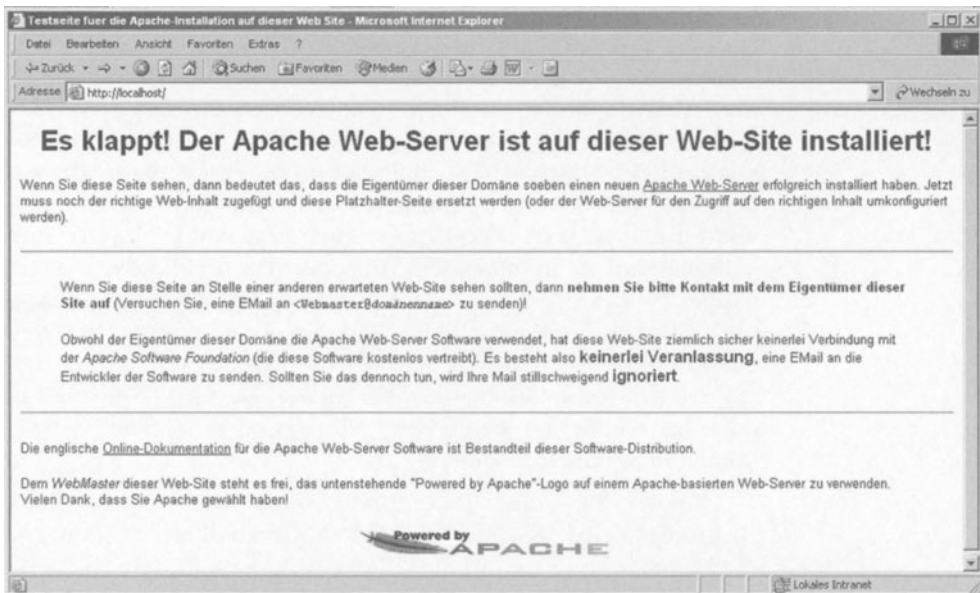 Testseite fuer die Apache-Installation auf dieser Web Site - Microsoft Internet Explorer
Datei Bearbeiten Ansicht Favoriten Extras ?
Zurück Suchen Favoriten Medien
Adresse http://localhost/ Wechseln zu
Es klappt! Der Apache Web-Server ist auf dieser Web-Site installiert!
Wenn Sie diese Seite sehen, dann bedeutet das, dass die Eigentümer dieser Domäne soeben einen neuen Apache Web-Server erfolgreich installiert haben. Jetzt
muss noch der richtige Web-Inhalt zugefügt und diese Platzhalter-Seite ersetzt werden (oder der Web-Server für den Zugriff auf den richtigen Inhalt umkonfiguriert
werden).
Wenn Sie diese Seite an Stelle einer anderen erwarteten Web-Site sehen sollten, dann nehmen Sie bitte Kontakt mit dem Eigentümer dieser
Site auf (Versuchen Sie, eine EMail an <Webmaster@domänenname> zu senden)!
Obwohl der Eigentümer dieser Domäne die Apache Web-Server Software verwendet, hat diese Web-Site ziemlich sicher keinerlei Verbindung mit
der Apache Software Foundation (die diese Software kostenlos vertreibt). Es besteht also keinerlei Veranlassung, eine EMail an die
Entwickler der Software zu senden. Sollten Sie das dennoch tun, wird Ihre Mail stillschweigend ignoriert.
Die englische Online-Dokumentation für die Apache Web-Server Software ist Bestandteil dieser Software-Distribution.
Dem WebMaster dieser Web-Site steht es frei, das untenstehende "Powered by Apache"-Logo auf einem Apache-basierten Web-Server zu verwenden.
Vielen Dank, dass Sie Apache gewählt haben!
Powered by
APACHE
Lokales Intranet